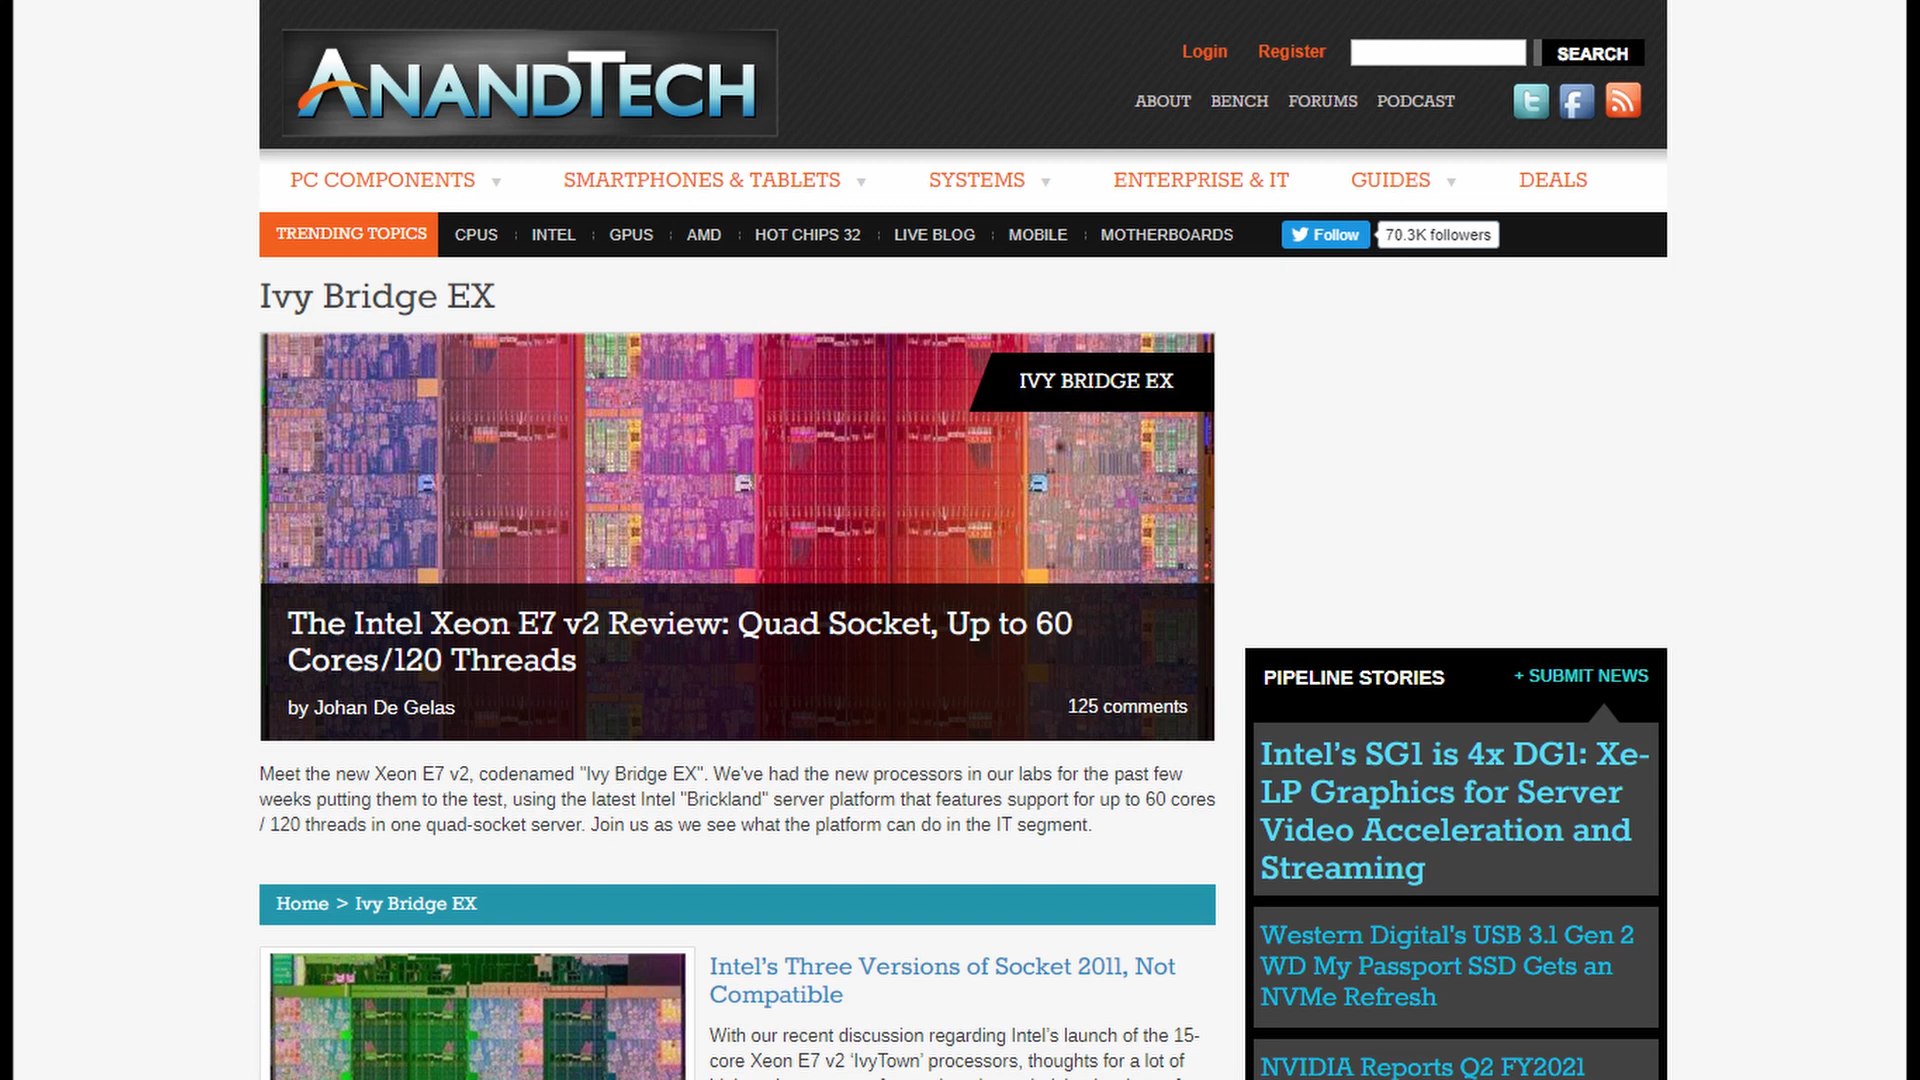 ANANDTECH
Login Register SEARCH
ABOUT BENCH FORUMS PODCAST
PC COMPONENTS SMARTPHONES & TABLETS SYSTEMS ENTERPRISE & IT GUIDES DEALS
TRENDING TOPICS CPUS INTEL GPUS AMD HOT CHIPS 32 LIVE BLOG MOBILE MOTHERBOARDS Follow 70.3K followers
Ivy Bridge EX
IVY BRIDGE EX
The Intel Xeon E7 v2 Review: Quad Socket, Up to 60
Cores/120 Threads
by Johan De Gelas
125 comments
Meet the new Xeon E7 v2, codenamed "Ivy Bridge EX". We've had the new processors in our labs for the past few
weeks putting them to the test, using the latest Intel "Brickland" server platform that features support for up to 60 cores
/ 120 threads in one quad-socket server. Join us as we see what the platform can do in the IT segment.
Home > Ivy Bridge EX
Intel's Three Versions of Socket 2011, Not
Compatible
With our recent discussion regarding Intel's launch of the 15-
core Xeon E7 v2 ‘IvyTown’ processors, thoughts for a lot of
PIPELINE STORIES + SUBMIT NEWS
Intel's SG1 is 4x DG1: Xe-
LP Graphics for Server
Video Acceleration and
Streaming
Western Digital's USB 3.1 Gen 2
WD My Passport SSD Gets an
NVMe Refresh
NVIDIA Reports Q2 FY2021